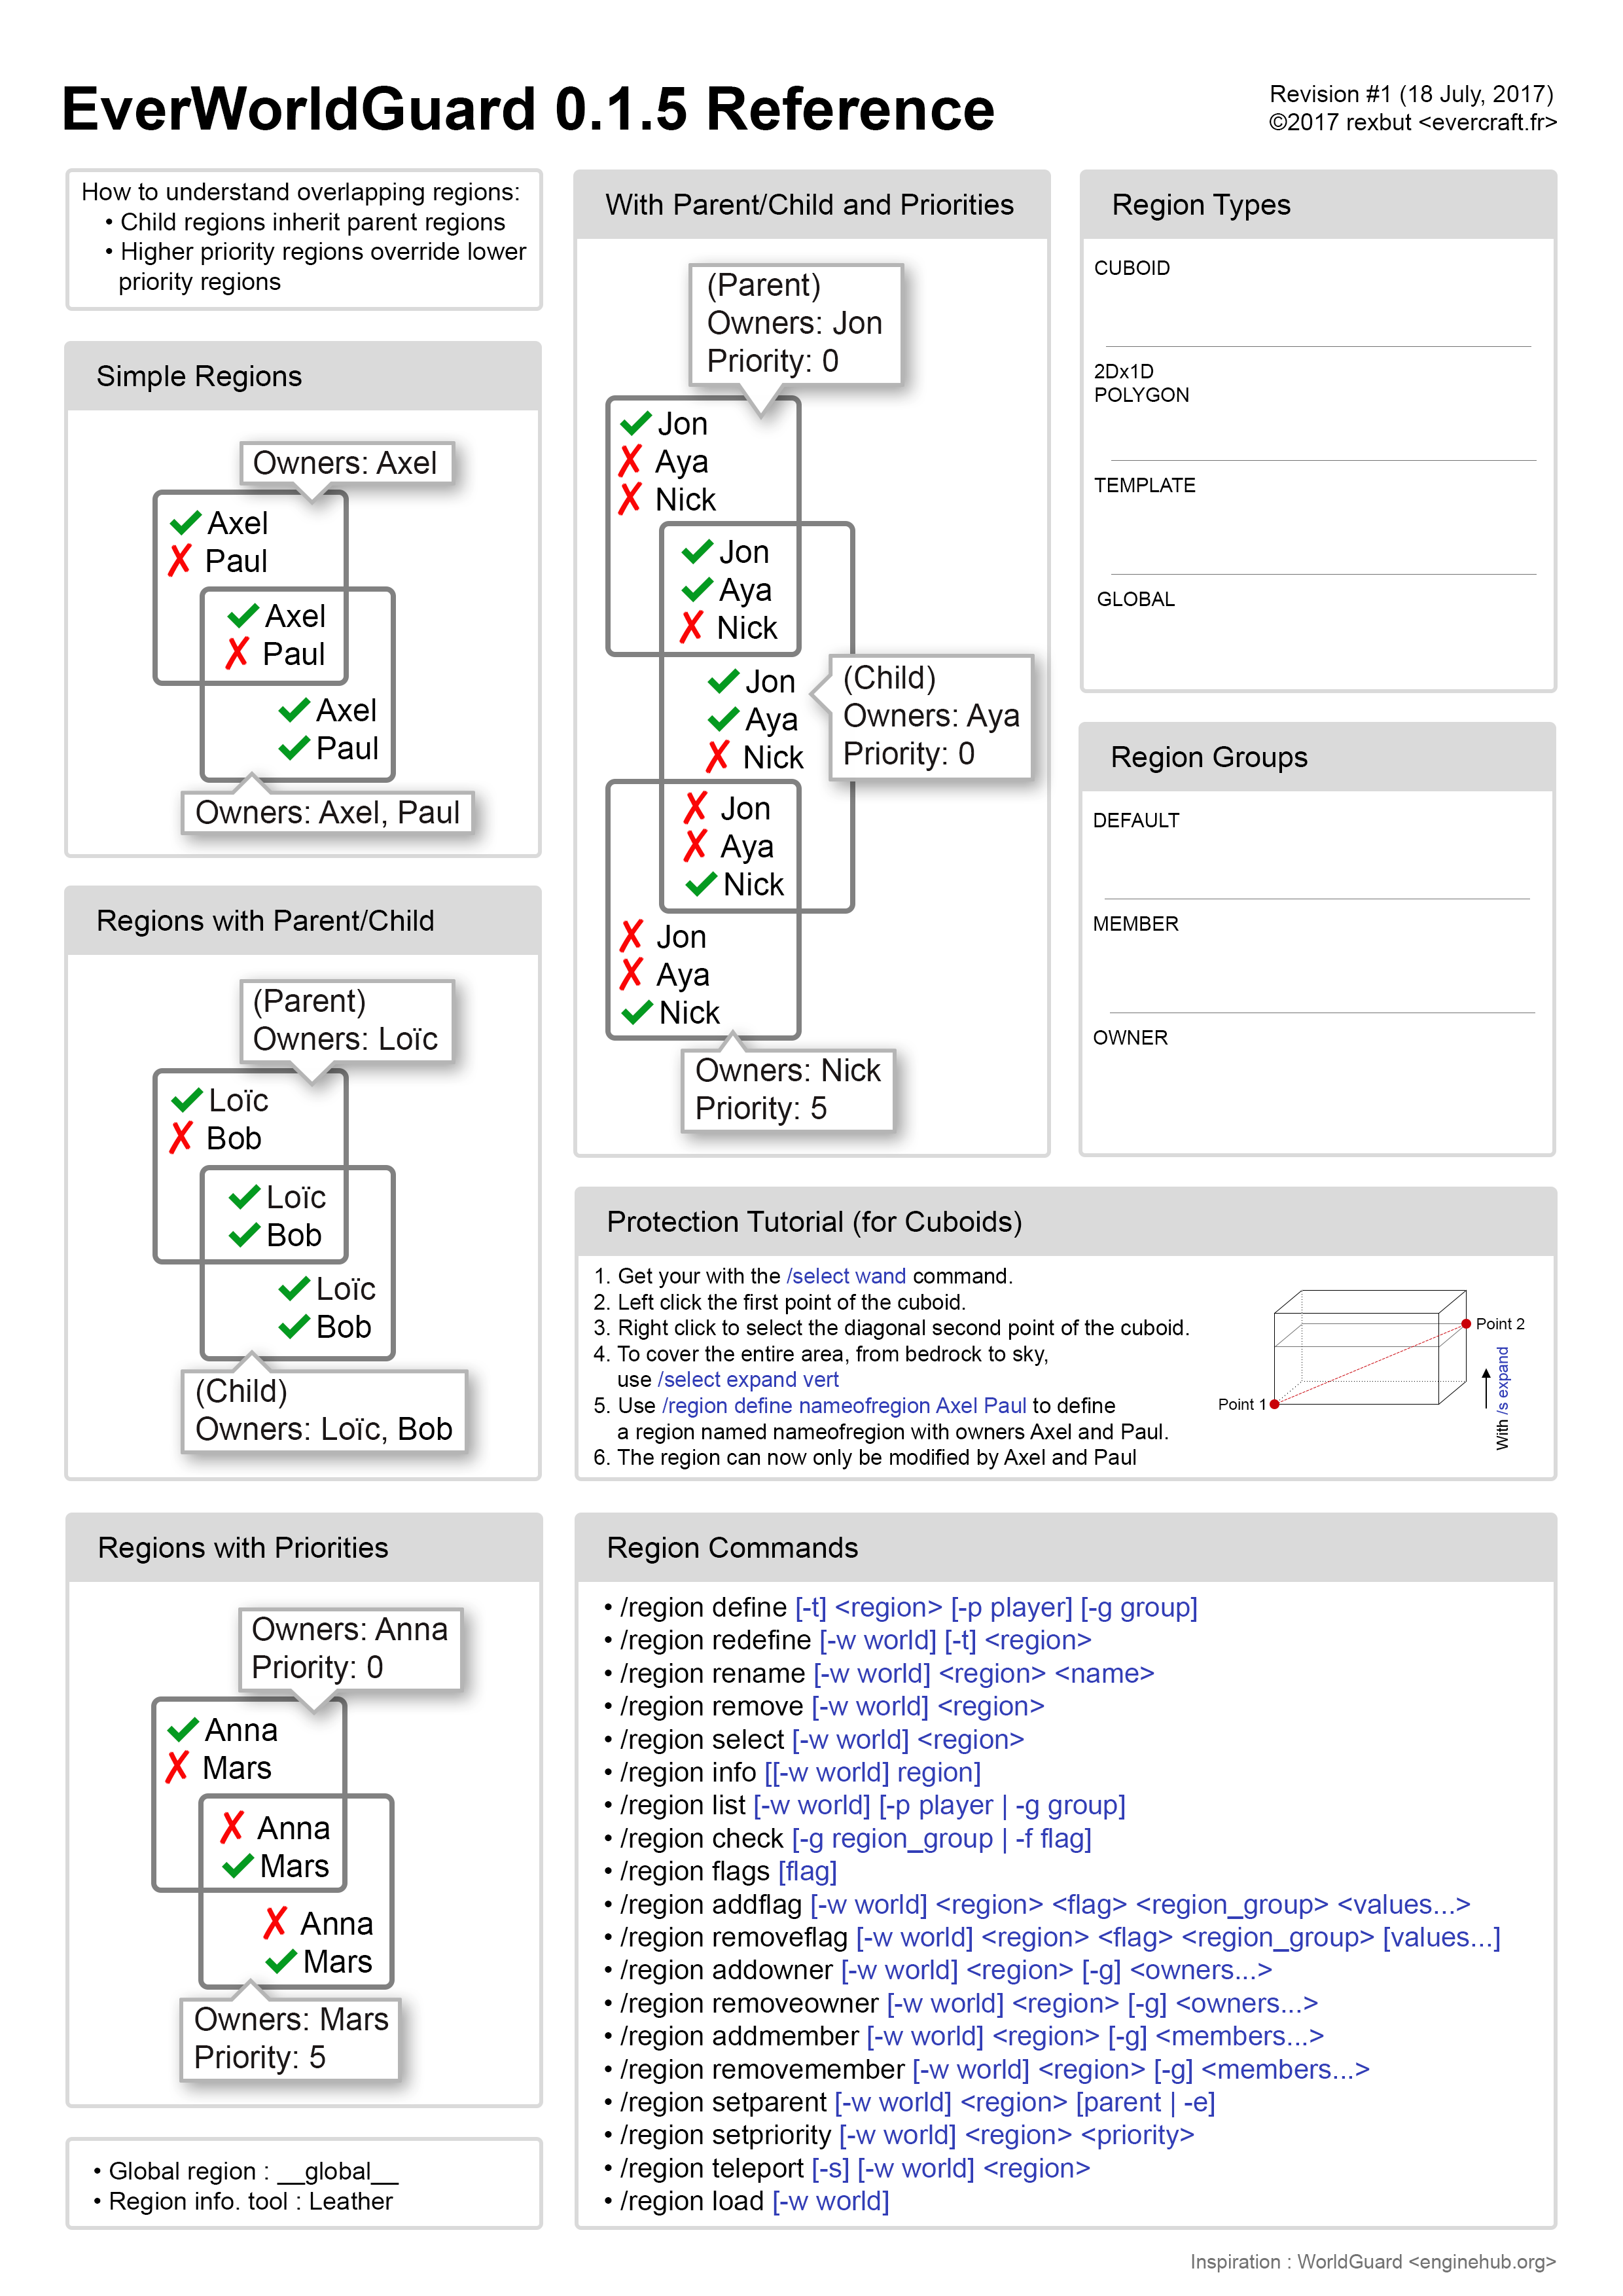 EverWorldGuard 0.1.5 Reference
Revision #1 (18 July, 2017)
©2017 rexbut <evercraft.fr>
How to understand overlapping regions:
• Child regions inherit parent regions
• Higher priority regions override lower
priority regions
Simple Regions
Owners: Axel
Axel
Paul
Axel
Paul
Axel
Paul
Owners: Axel, Paul
Regions with Parent/Child
(Parent)
Owners: Loïc
Loïc
Bob
Loïc
Bob
Loïc
Bob
(Child)
Owners: Loïc, Bob
Regions with Priorities
Owners: Anna
Priority: 0
Anna
Mars
Anna
Mars
Anna
Mars
Owners: Mars
Priority: 5
• Global region : __global__
• Region info. tool : Leather
With Parent/Child and Priorities
(Parent)
Owners: Jon
Priority: 0
Jon
Aya
Nick
Jon
Aya
Nick
Jon
Aya
Nick
(Child)
Owners: Aya
Priority: 0
Jon
Aya
Nick
Jon
Aya
Nick
Owners: Nick
Priority: 5
Region Types
CUBOID
2Dx1D
POLYGON
TEMPLATE
GLOBAL
Region Groups
DEFAULT
MEMBER
OWNER
Protection Tutorial (for Cuboids)
1. Get your with the /select wand command.
2. Left click the first point of the cuboid.
3. Right click to select the diagonal second point of the cuboid.
4. To cover the entire area, from bedrock to sky,
use /select expand vert
5. Use /region define nameofregion Axel Paul to define
a region named nameofregion with owners Axel and Paul.
6. The region can now only be modified by Axel and Paul
Point 1
Point 2
With /s expand
Region Commands
• /region define [-t] <region> [-p player] [-g group]
• /region redefine [-w world] [-t] <region>
• /region rename [-w world] <region> <name>
• /region remove [-w world] <region>
• /region select [-w world] <region>
• /region info [[-w world] region]
• /region list [-w world] [-p player | -g group]
• /region check [-g region_group | -f flag]
• /region flags [flag]
• /region addflag [-w world] <region> <flag> <region_group> <values...>
• /region removeflag [-w world] <region> <flag> <region_group> [values...]
• /region addowner [-w world] <region> [-g] <owners...>
• /region removeowner [-w world] <region> [-g] <owners...>
• /region addmember [-w world] <region> [-g] <members...>
• /region removemember [-w world] <region> [-g] <members...>
• /region setparent [-w world] <region> [parent | -e]
• /region setpriority [-w world] <region> <priority>
• /region teleport [-s] [-w world] <region>
• /region load [-w world]
Inspiration : WorldGuard <enginehub.org>